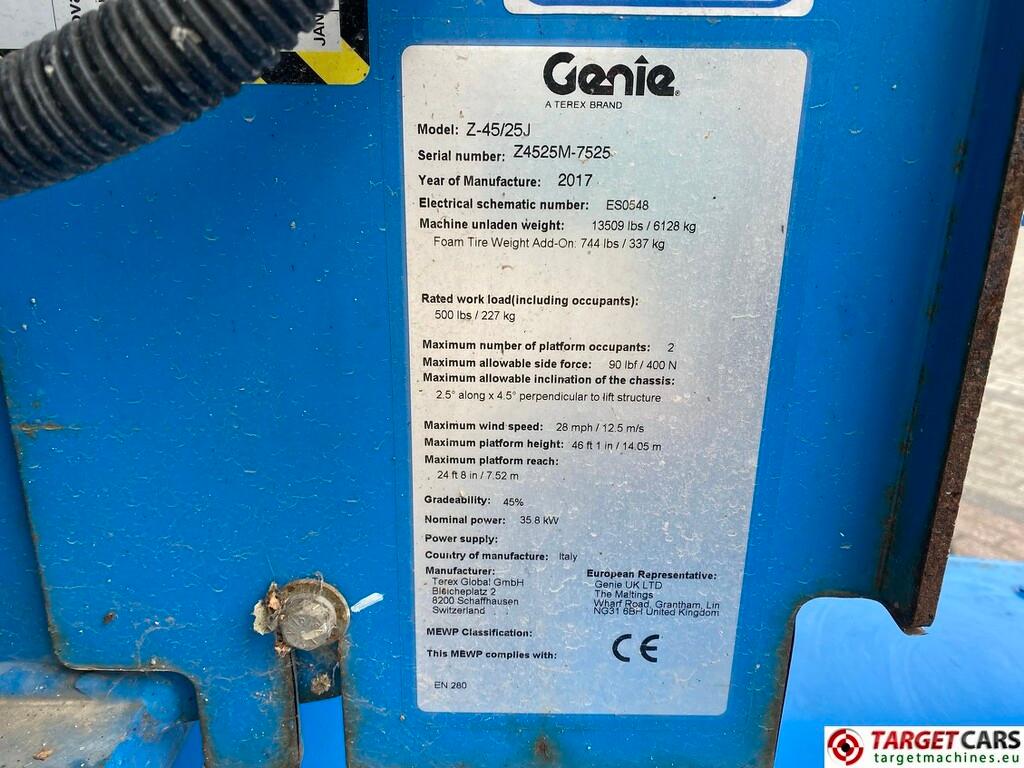 JAN
Genie
A TEREX BRAND
Model: Z-45/25J
Serial number: Z4525M-7525
Year of Manufacture: 2017
Electrical schematic number: ES0548
Machine unladen weight: 13509 lbs / 6128 kg
Foam Tire Weight Add-On: 744 lbs / 337 kg
Rated work load(including occupants):
500 lbs / 227 kg
Maximum number of platform occupants: 2
Maximum allowable side force: 90 lbf / 400 N
Maximum allowable inclination of the chassis:
2.5° along x 4.5° perpendicular to lift structure
Maximum wind speed: 28 mph / 12.5 m/s
Maximum platform height: 46 ft 1 in / 14.05 m
Maximum platform reach:
24 ft 8 in / 7.52 m
Gradeability: 45%
Nominal power: 35.8 kW
Power supply:
Country of manufacture: Italy
Manufacturer:
Terex Global GmbH
Bleicheplatz 2
8200 Schaffhausen
Switzerland
European Representative:
Genie UK LTD
The Maltings
Wharf Road, Grantham, Lin
NG31 6BH United Kingdom
MEWP Classification:
This MEWP complies with:
CE
EN 280
TARGETCARS
targetmachines.eu